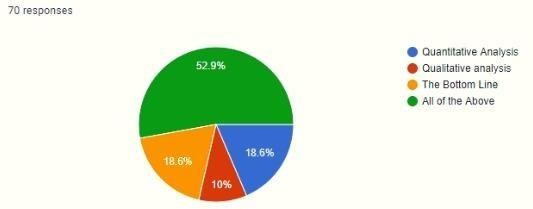 70 responses
52.9%
18.6%
10%
18.6%
Quantitative Analysis
Qualitative analysis
The Bottom Line
All of the Above